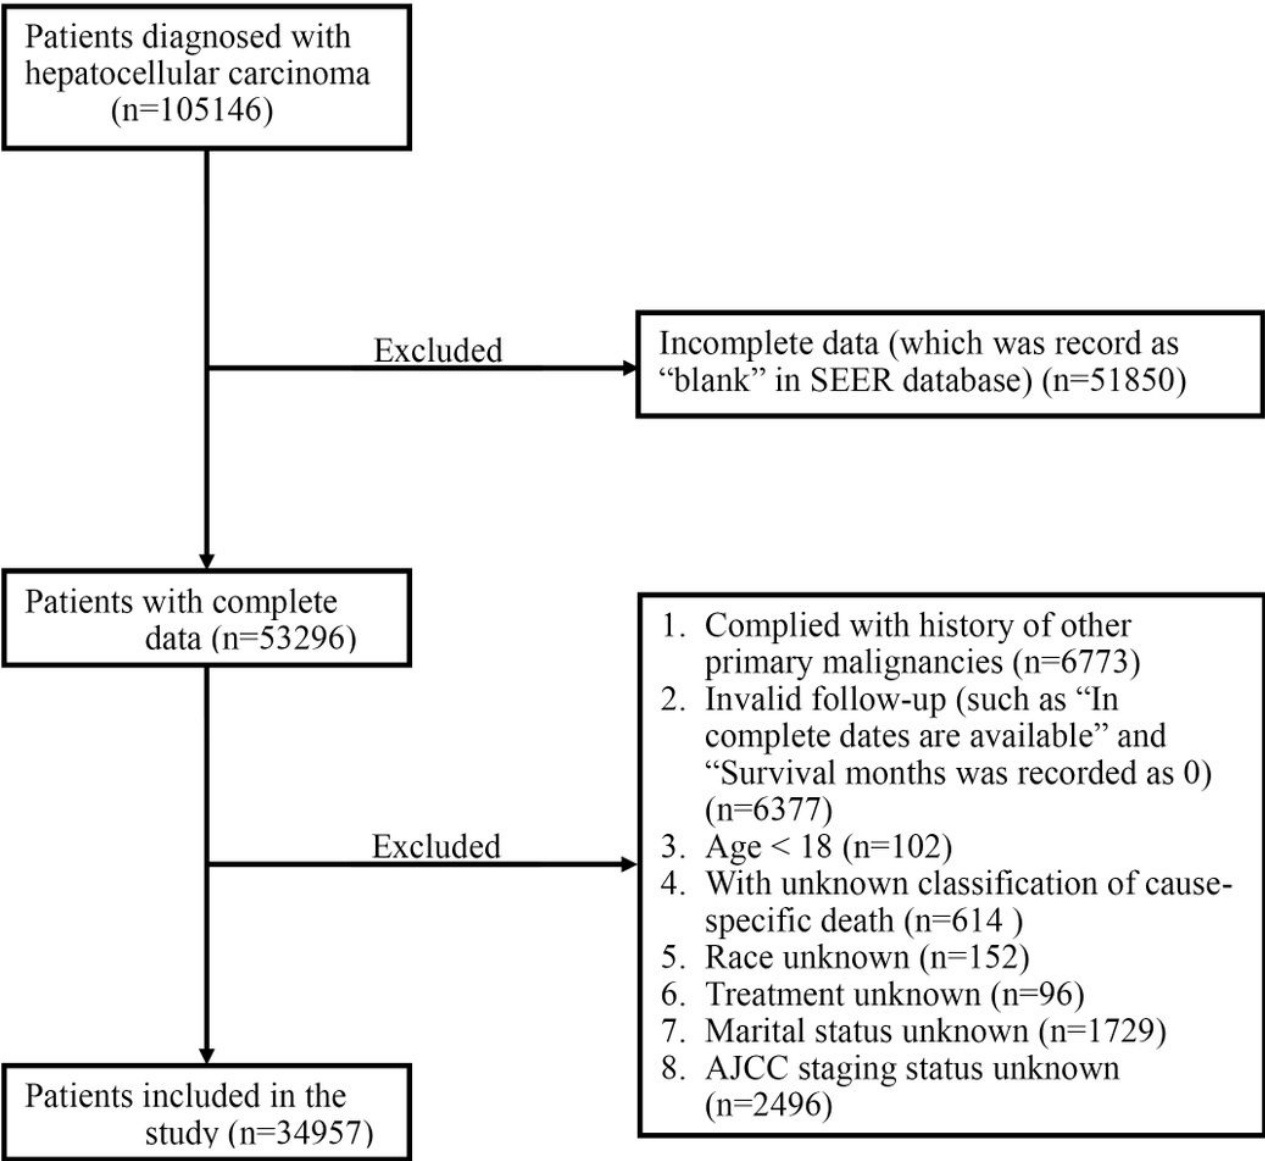 Patients diagnosed with
hepatocellular carcinoma
(n=105146)
Excluded
Incomplete data (which was record as
“blank” in SEER database) (n=51850)
Patients with complete
data (n=53296)
Excluded
1. Complied with history of other
primary malignancies (n=6773)
2. Invalid follow-up (such as “In
complete dates are available” and
“Survival months was recorded as 0)
(n=6377)
3. Age < 18 (n=102)
4. With unknown classification of cause-
specific death (n=614 )
5. Race unknown (n=152)
6. Treatment unknown (n=96)
7. Marital status unknown (n=1729)
8. AJCC staging status unknown
(n=2496)
Patients included in the
study (n=34957)